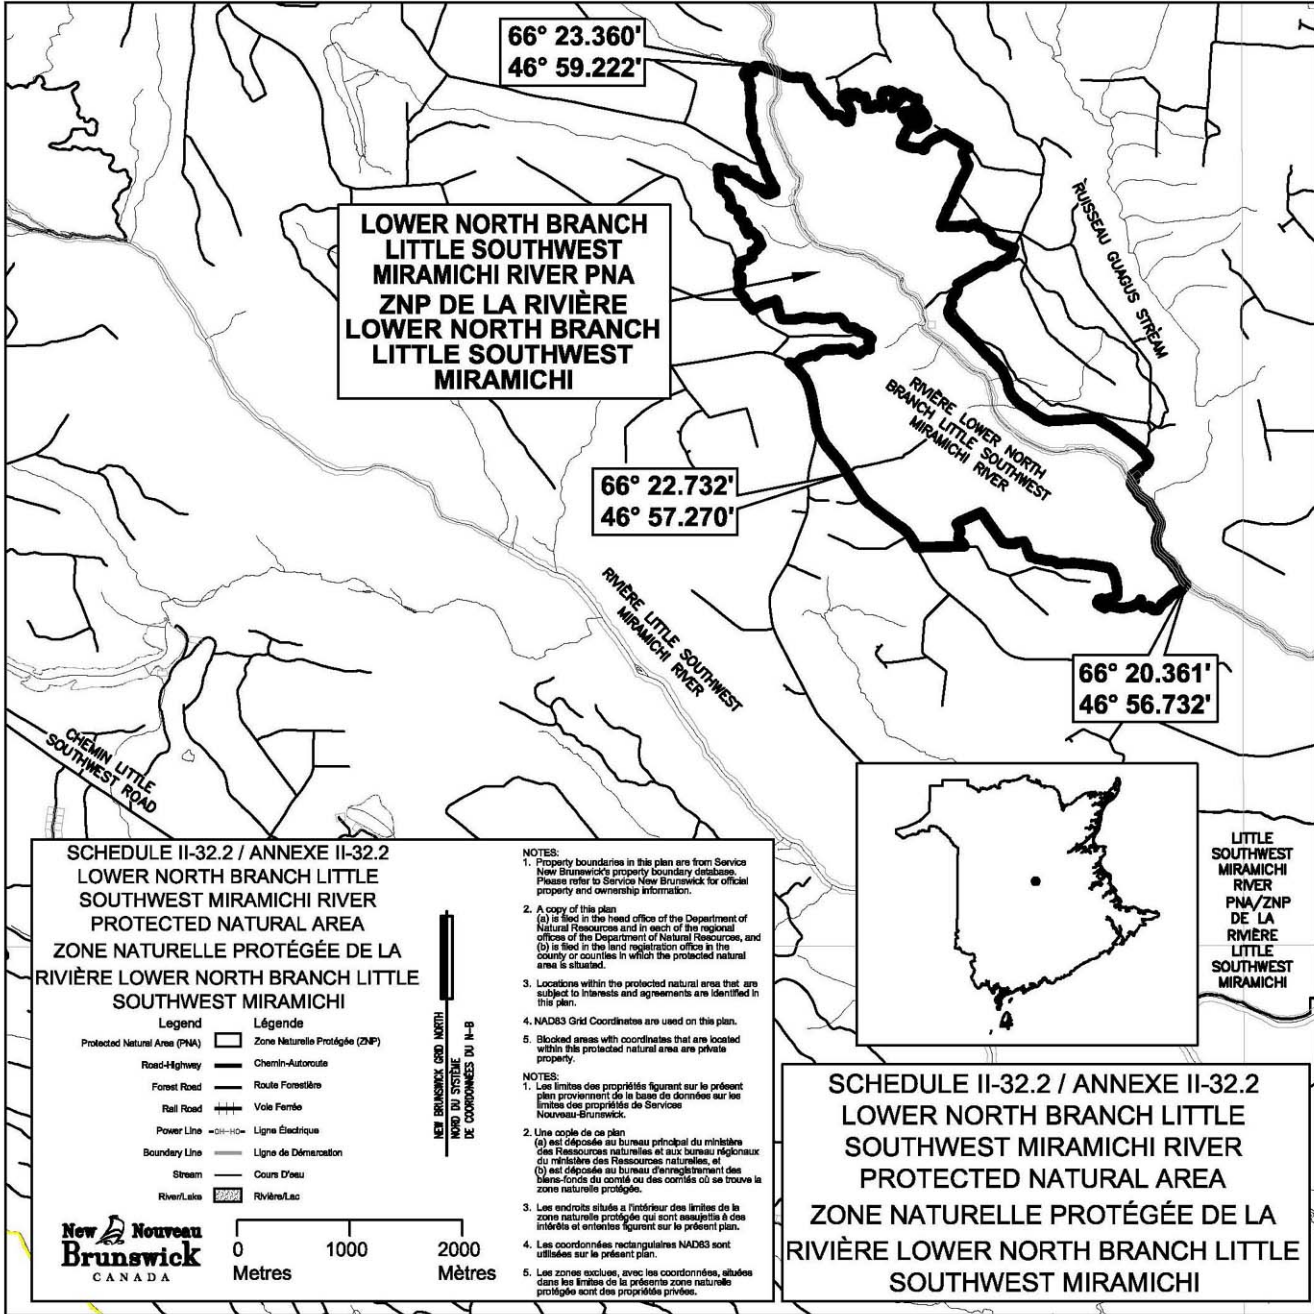 66° 23.360'
46° 59.222'
LOWER NORTH BRANCH
LITTLE SOUTHWEST
MIRAMICHI RIVER PNA
ZNP DE LA RIVIÈRE
LOWER NORTH BRANCH
LITTLE SOUTHWEST
MIRAMICHI
RUISSEAU GUAGUS STREAM
RIVIÈRE LOWER NORTH
BRANCH LITTLE SOUTHWEST
MIRAMICHI RIVER
66° 22.732'
46° 57.270'
RIVIÈRE LITTLE SOUTHWEST
MIRAMICHI RIVER
66° 20.361'
46° 56.732'
CHEMIN LITTLE
SOUTHWEST ROAD
LITTLE
SOUTHWEST
MIRAMICHI
RIVER
PNA/ZNP
DE LA
RIVIÈRE
LITTLE
SOUTHWEST
MIRAMICHI
SCHEDULE II-32.2 / ANNEXE II-32.2
LOWER NORTH BRANCH LITTLE
SOUTHWEST MIRAMICHI RIVER
PROTECTED NATURAL AREA
ZONE NATURELLE PROTÉGÉE DE LA
RIVIÈRE LOWER NORTH BRANCH LITTLE
SOUTHWEST MIRAMICHI
Legend Légende
Protected Natural Area (PNA) Zone Naturelle Protégée (ZNP)
Road-Highway Chemin-Autoroute
Forest Road Route Forestière
Rail Road Voie Ferrée
Power Line Ligne Électrique
Boundary Line Ligne de Démarcation
Stream Cours D'eau
River/Lake Rivière/Lac
New Nouveau
Brunswick
CANADA
0 1000 2000
Metres Mètres
NEW BRUNSWICK GRID NORTH
NORD DU SYSTÈME
DE COORDONNÉES DU N-B
NOTES:
1. Property boundaries in this plan are from Service
New Brunswick's property boundary database.
Please refer to Service New Brunswick for official
property and ownership information.
2. A copy of this plan
(a) is filed in the head office of the Department of
Natural Resources and in each of the regional
offices of the Department of Natural Resources, and
(b) is filed in the land registration office in the
county or counties in which the protected natural
area is situated.
3. Locations within the protected natural area that are
subject to interests and agreements are identified in
this plan.
4. NAD83 Grid Coordinates are used on this plan.
5. Blocked areas with coordinates that are located
within this protected natural area are private
property.
NOTES:
1. Les limites des propriétés figurant sur le présent
plan proviennent de la base de données sur les
limites des propriétés de Services
Nouveau-Brunswick.
2. Une copie de ce plan
(a) est déposée au bureau principal du ministère
des Ressources naturelles et aux bureau régionaux
du ministère des Ressources naturelles, et
(b) est déposée au bureau d'enregistrement des
biens-fonds du comté ou des comtés où se trouve la
zone naturelle protégée.
3. Les endroits situés a l'intérieur des limites de la
zone naturelle protégée qui sont assujettis à des
intérêts et ententes figurent sur le présent plan.
4. Les coordonnées rectangulaires NAD83 sont
utilisées sur le présent plan.
5. Les zones exclues, avec les coordonnées, situées
dans les limites de la présente zone naturelle
protégée sont des propriétés privées.
SCHEDULE II-32.2 / ANNEXE II-32.2
LOWER NORTH BRANCH LITTLE
SOUTHWEST MIRAMICHI RIVER
PROTECTED NATURAL AREA
ZONE NATURELLE PROTÉGÉE DE LA
RIVIÈRE LOWER NORTH BRANCH LITTLE
SOUTHWEST MIRAMICHI